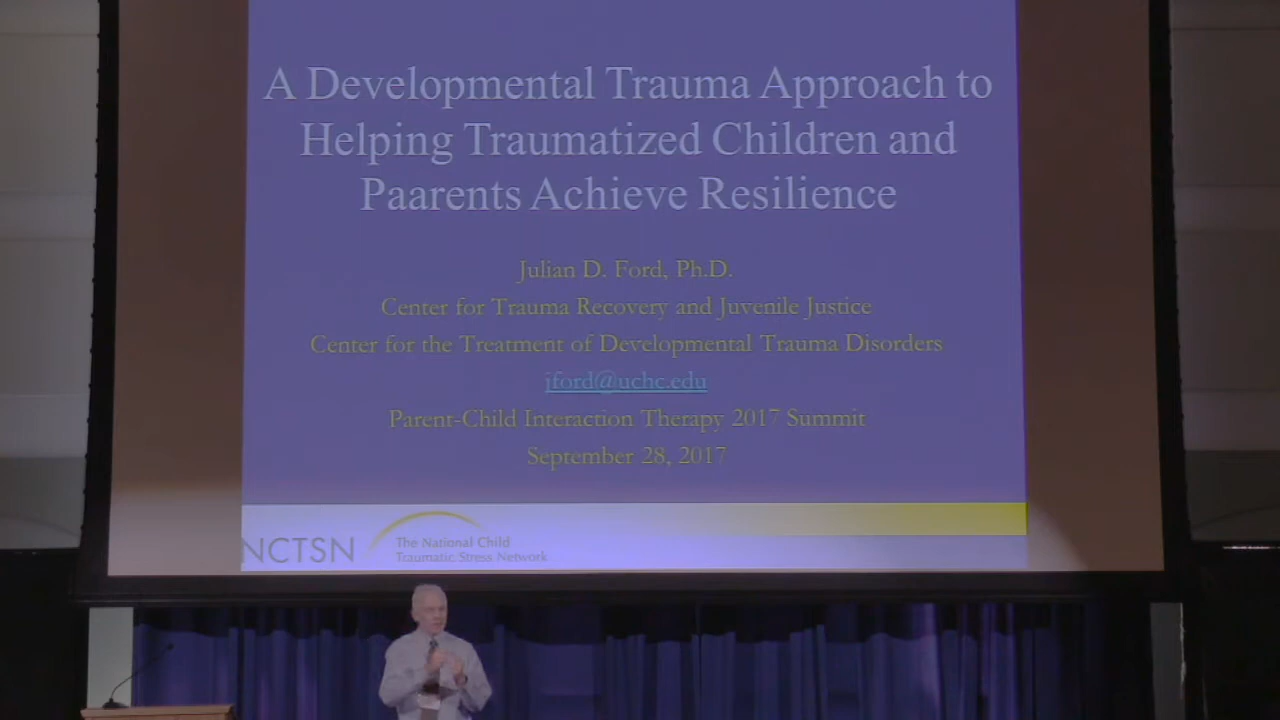 A Developmental Trauma Approach to
Helping Traumatized Children and
Paarents Achieve Resilience
Julian D. Ford, Ph.D.
Center for Trauma Recovery and Juvenile Justice
Center for the Treatment of Developmental Trauma Disorders
jford@uchc.edu
Parent-Child Interaction Therapy 2017 Summit
September 28, 2017
NCTSN
The National Child
Traumatic Stress Network